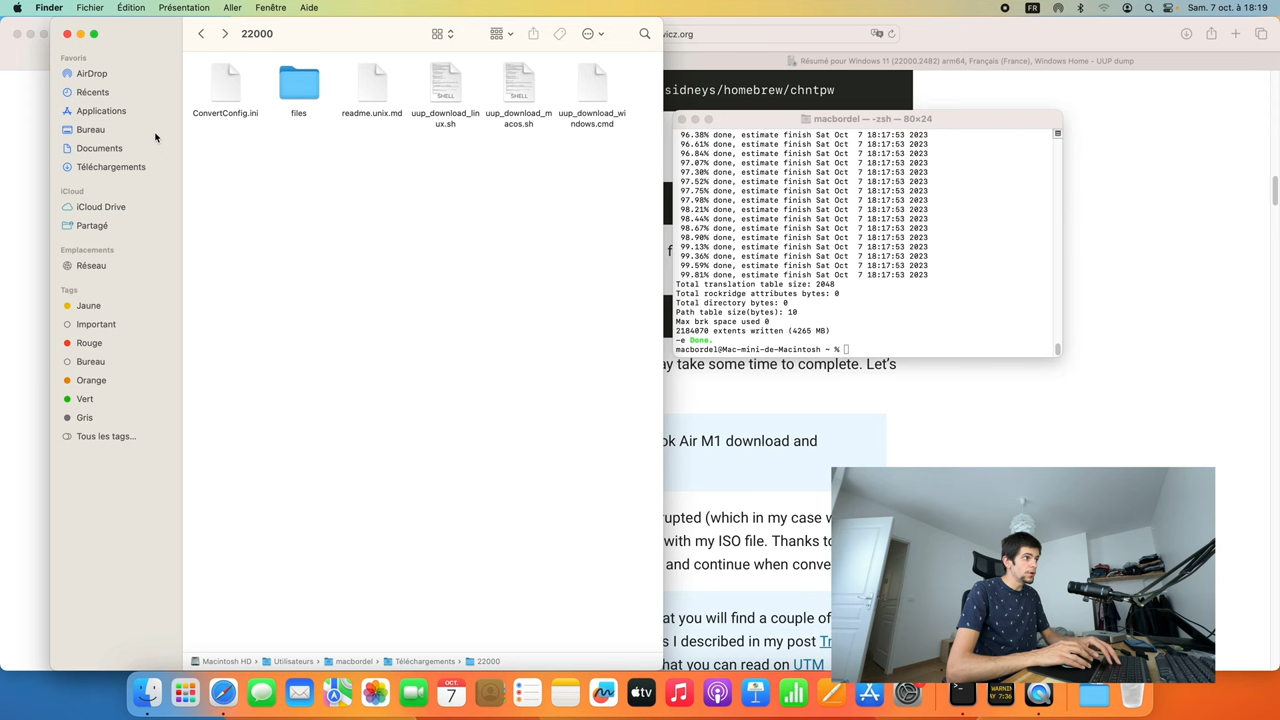 Finder Fichier Édition Présentation Aller Fenêtre Aide
FR Sam. 7 oct. à 18:19
22000
Favoris
AirDrop
Récents
Applications
Bureau
Documents
Téléchargements
iCloud
iCloud Drive
Partagé
Emplacements
Réseau
Tags
Jaune
Important
Rouge
Bureau
Orange
Vert
Gris
Tous les tags...
SHELL
SHELL
ConvertConfig.ini
files
readme.unix.md
uup_download_li
ux.sh
uup_download_m
acos.sh
uup_download_wi
ndows.cmd
Macintosh HD › Utilisateurs › macbordel › Téléchargements › 22000
wicz.org
Résumé pour Windows 11 (22000.2482) arm64, Français (France), Windows Home - UUP dump
sidneys/homebrew/chntpw
macbordel — -zsh — 80×24
96.38% done, estimate finish Sat Oct 7 18:17:53 2023
96.61% done, estimate finish Sat Oct 7 18:17:53 2023
96.84% done, estimate finish Sat Oct 7 18:17:53 2023
97.07% done, estimate finish Sat Oct 7 18:17:53 2023
97.30% done, estimate finish Sat Oct 7 18:17:53 2023
97.52% done, estimate finish Sat Oct 7 18:17:53 2023
97.75% done, estimate finish Sat Oct 7 18:17:53 2023
97.98% done, estimate finish Sat Oct 7 18:17:53 2023
98.21% done, estimate finish Sat Oct 7 18:17:53 2023
98.44% done, estimate finish Sat Oct 7 18:17:53 2023
98.67% done, estimate finish Sat Oct 7 18:17:53 2023
98.90% done, estimate finish Sat Oct 7 18:17:53 2023
99.13% done, estimate finish Sat Oct 7 18:17:53 2023
99.36% done, estimate finish Sat Oct 7 18:17:53 2023
99.59% done, estimate finish Sat Oct 7 18:17:53 2023
99.81% done, estimate finish Sat Oct 7 18:17:53 2023
Total translation table size: 2048
Total rockridge attributes bytes: 0
Total directory bytes: 0
Path table size(bytes): 10
Max brk space used 0
2184070 extents written (4265 MB)
-e Done.
macbordel@Mac-mini-de-Macintosh ~ %
f
ay take some time to complete. Let's
ok Air M1 download and
upted (which in my case w
with my ISO file. Thanks to
and continue when conve
at you will find a couple of
s I described in my post Tr
hat you can read on UTM
OCT.
7
tv